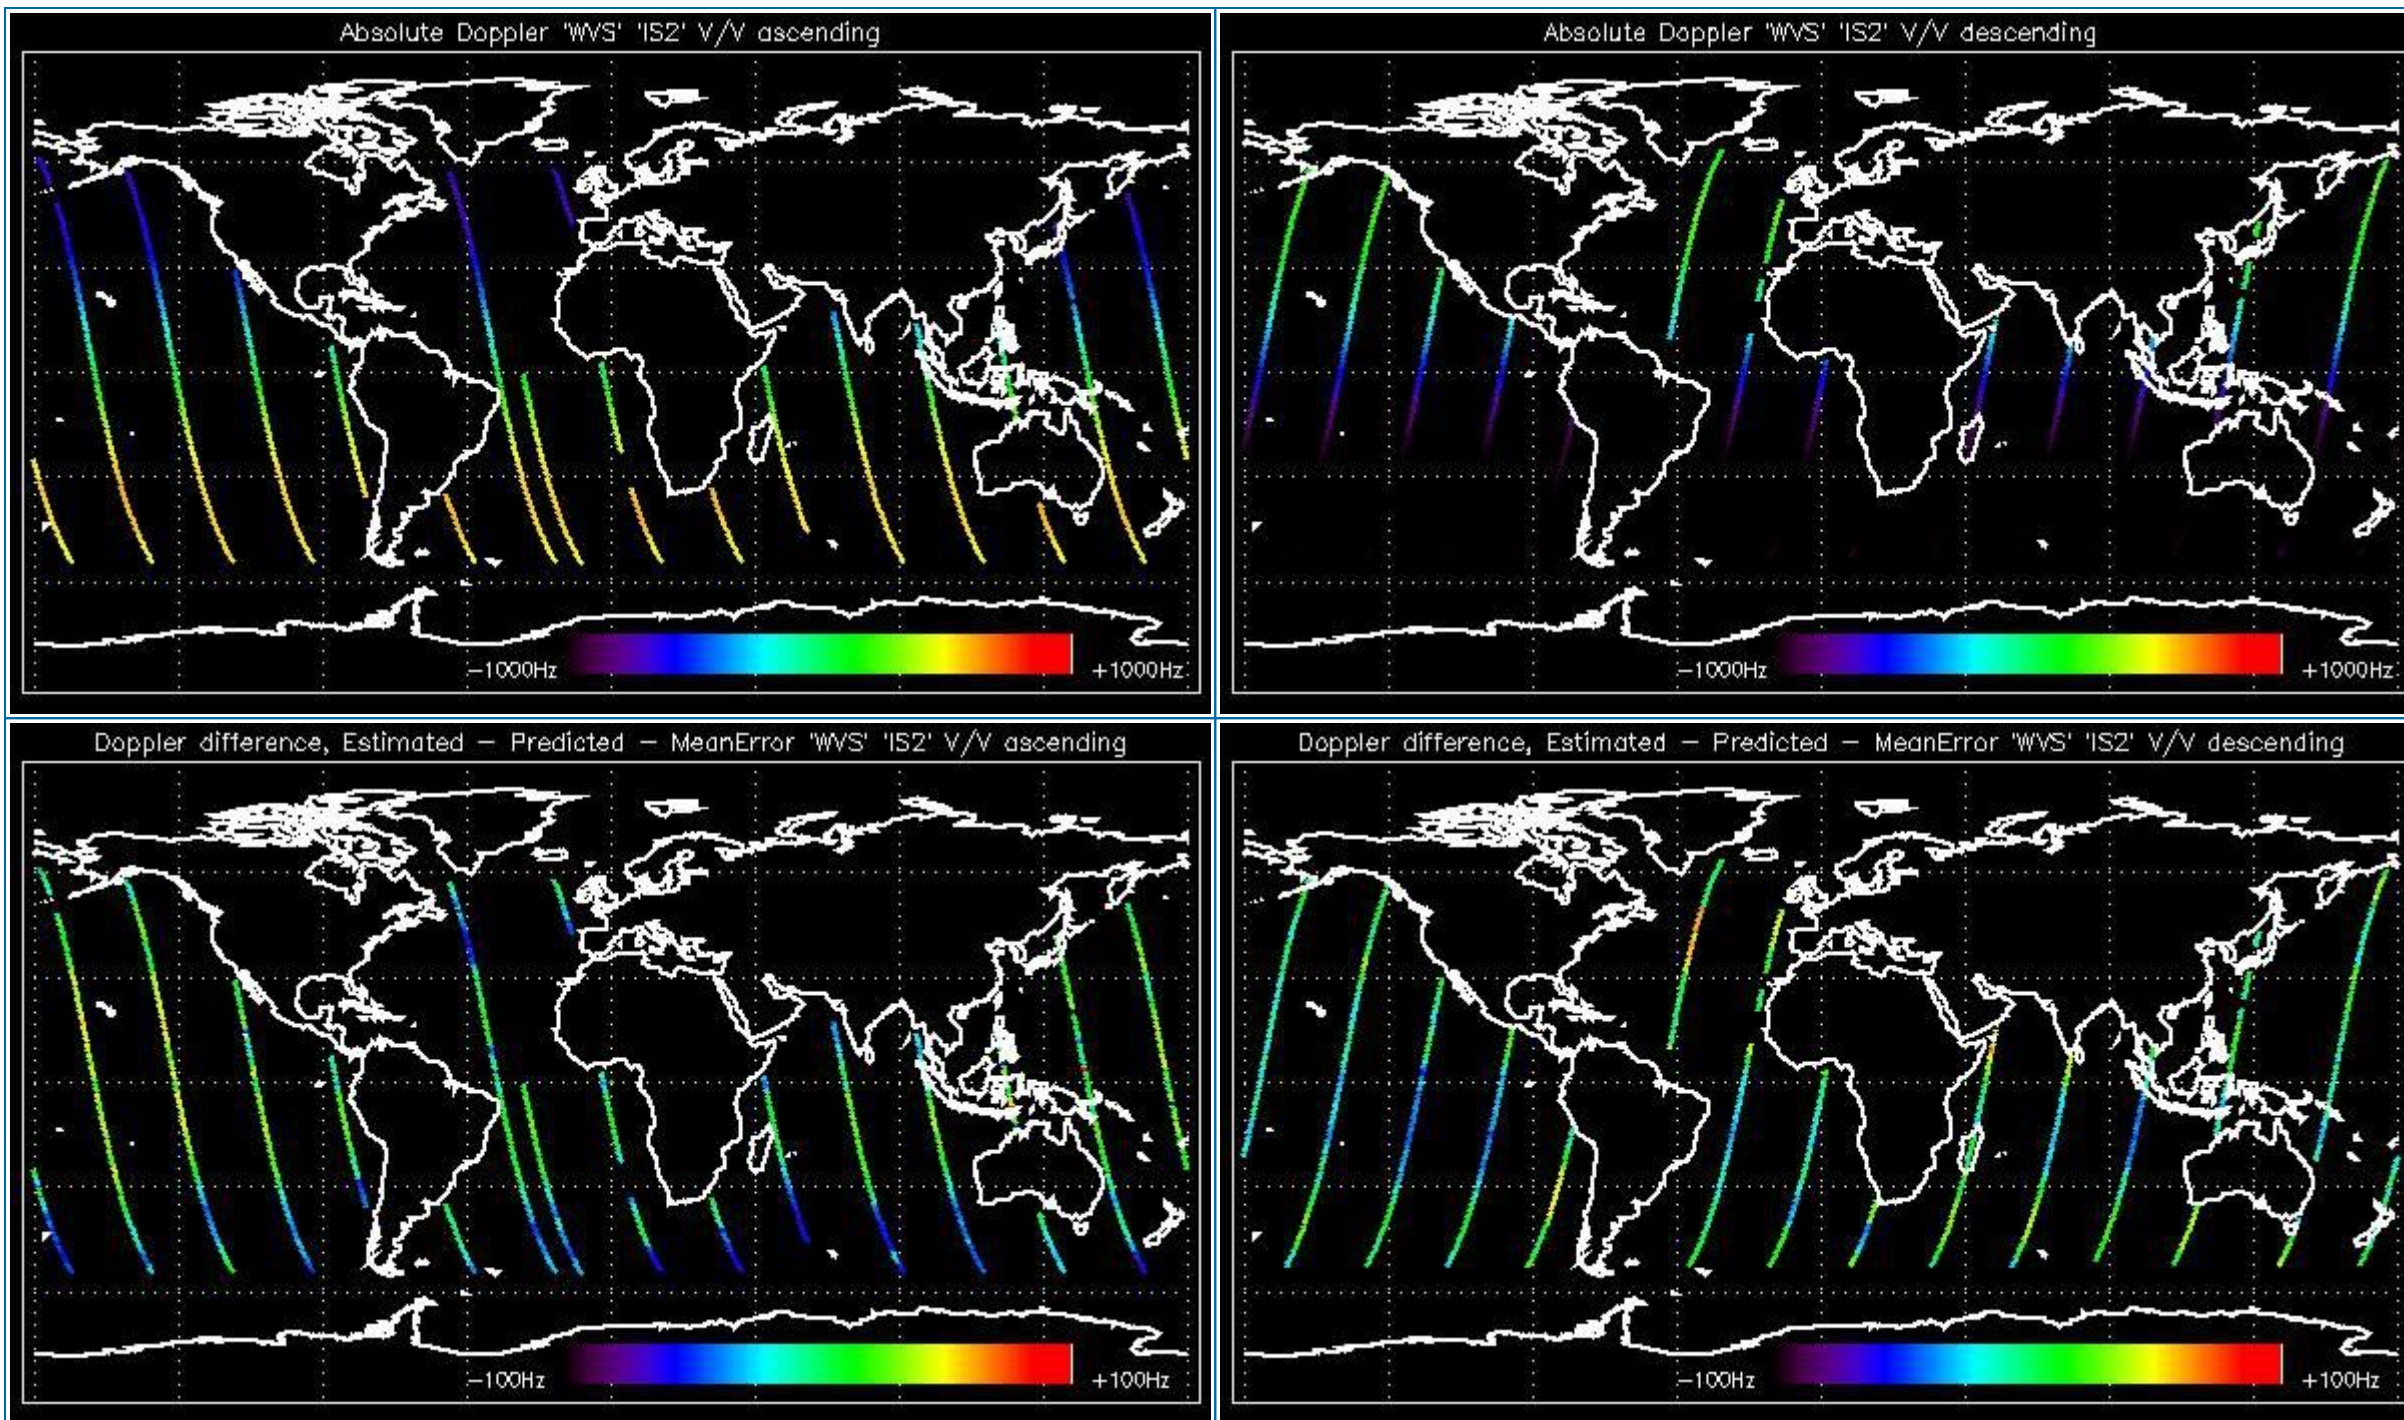 Absolute Doppler 'WVS' 'IS2' V/V ascending
-1000Hz
+1000Hz
Absolute Doppler 'WVS' 'IS2' V/V descending
-1000Hz
+1000Hz
Doppler difference, Estimated - Predicted - MeanError 'WVS' 'IS2' V/V ascending
-100Hz
+100Hz
Doppler difference, Estimated - Predicted - MeanError 'WVS' 'IS2' V/V descending
-100Hz
+100Hz